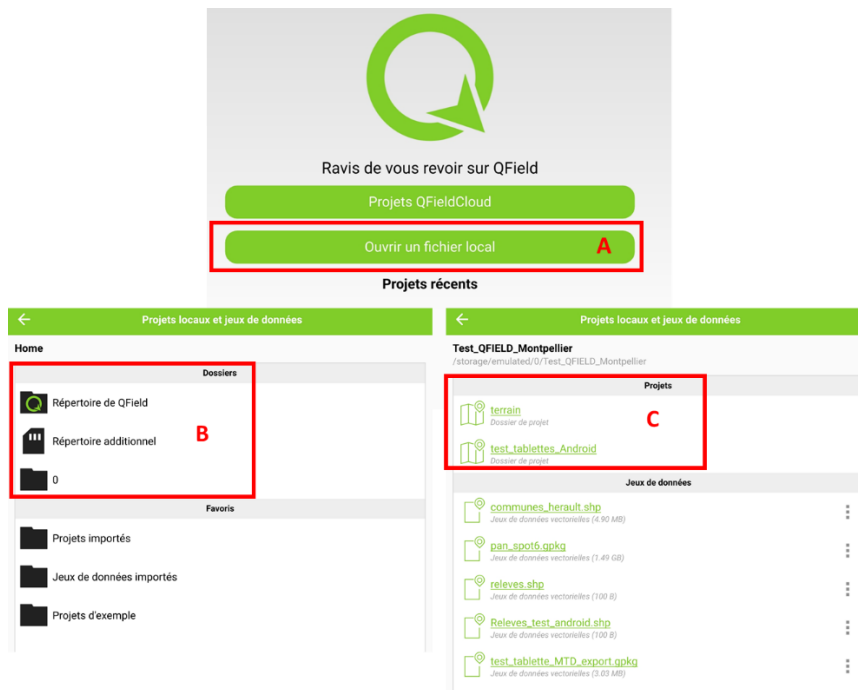 Ravis de vous revoir sur QField
Projets QFieldCloud
Ouvrir un fichier local
A
Projets récents
Projets locaux et jeux de données
Home
Dossiers
Répertoire de QField
Répertoire additionnel
B
0
Favoris
Projets importés
Jeux de données importés
Projets d'exemple
Projets locaux et jeux de données
Test_QFIELD_Montpellier
/storage/emulated/0/Test_QFIELD_Montpellier
Projets
terrain
Dossier de projet
C
test_tablettes_Android
Dossier de projet
Jeux de données
communes_herault.shp
Jeux de données vectorielles (4.90 MB)
pan_spot6.gpkg
Jeux de données vectorielles (1.49 GB)
releves.shp
Jeux de données vectorielles (100 B)
Releves_test_android.shp
Jeux de données vectorielles (100 B)
test_tablette_MTD_export.gpkg
Jeux de données vectorielles (3.03 MB)